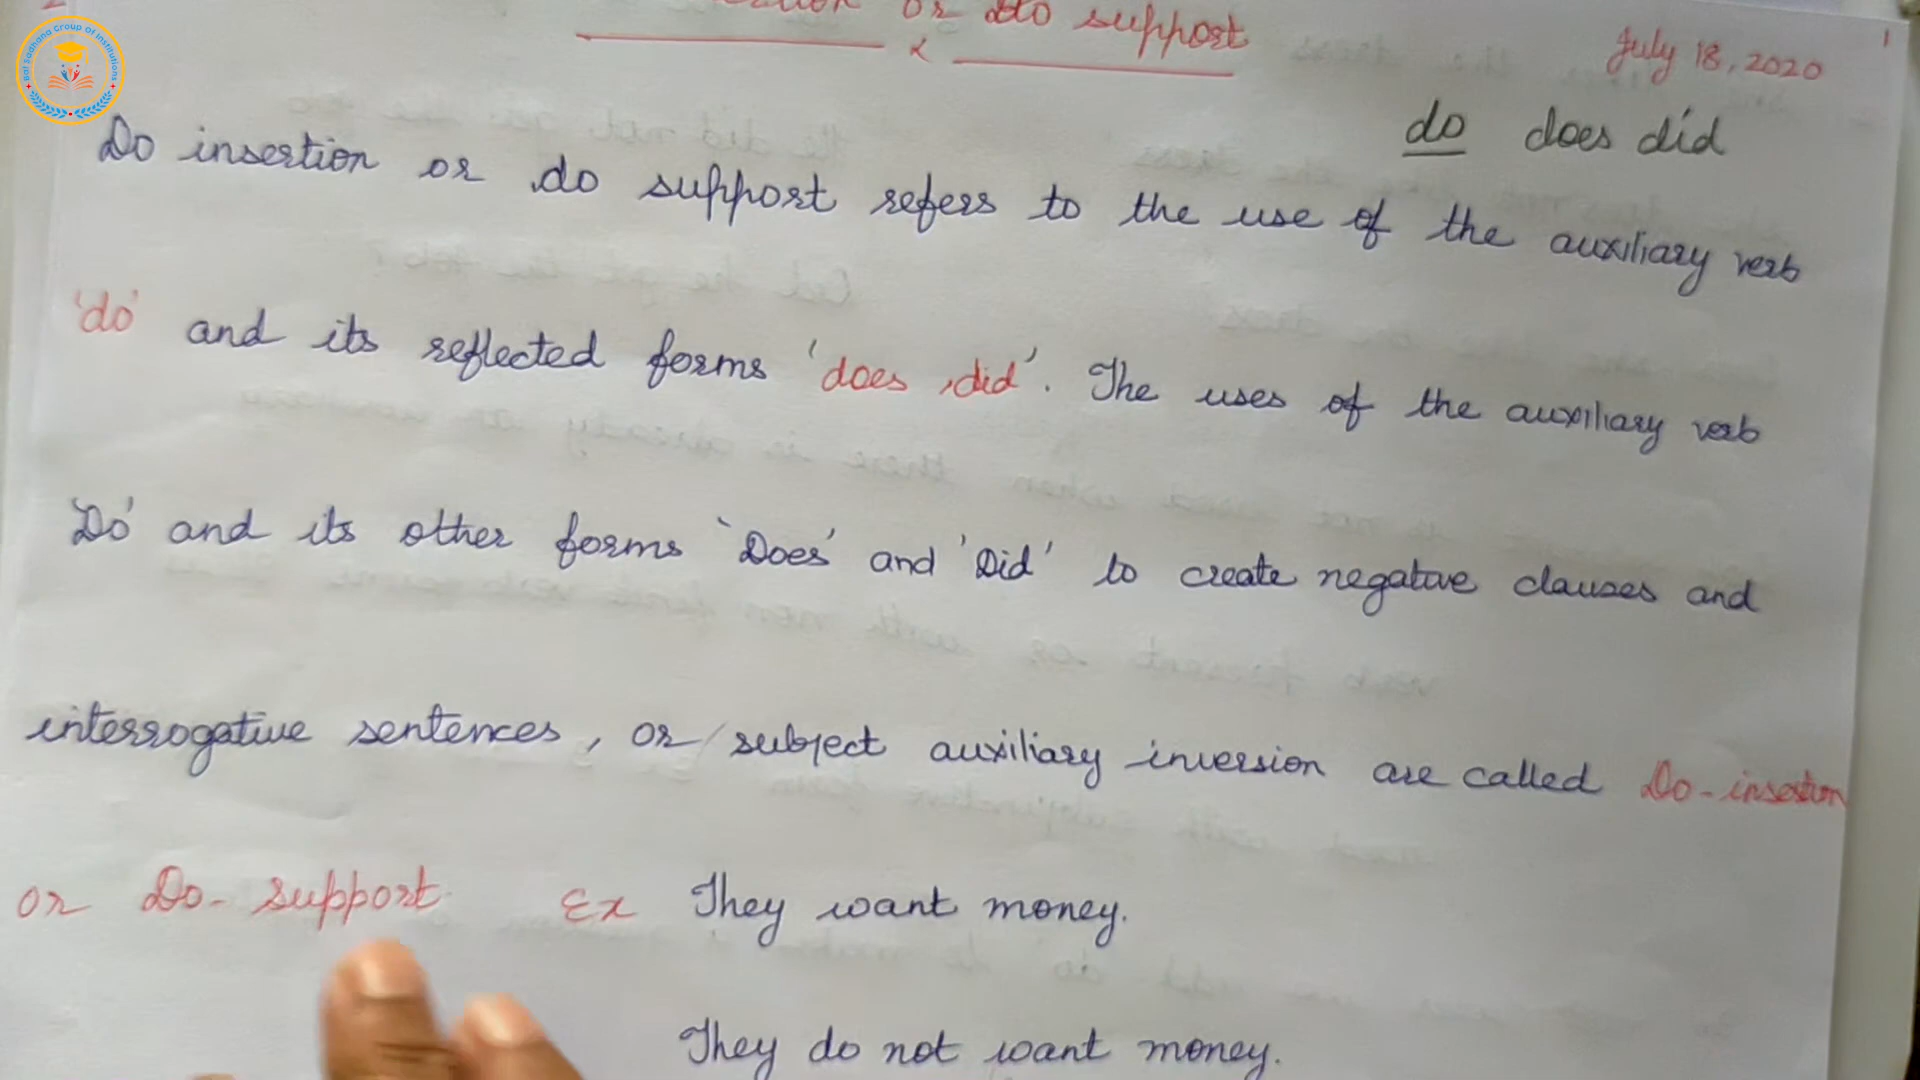 or Do support
July 18, 2020
do does did
Do insertion or do support refers to the use of the auxiliary verb
'do' and its reflected forms 'does, did'. The uses of the auxiliary verb
'Do' and its other forms 'Does' and 'Did' to create negative clauses and
interrogative sentences, or subject auxiliary inversion are called Do-insertion
or Do-support Ex They want money.
They do not want money.